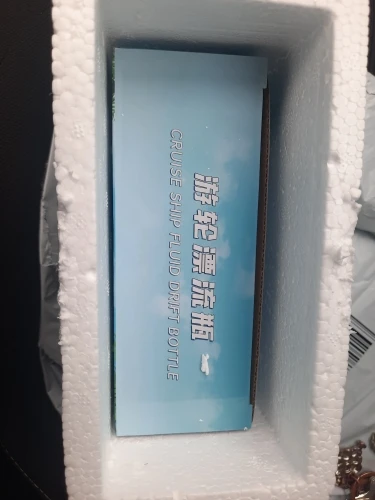 游轮漂流瓶
CRUISE SHIP FLUID DRIFT BOTTLE